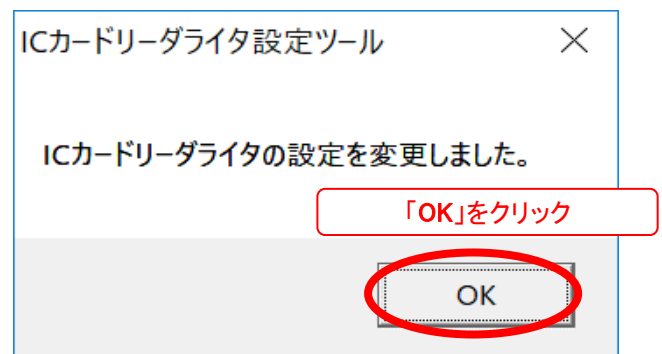 ICカードリーダライタ設定ツール
ICカードリーダライタの設定を変更しました。
「OK」をクリック
OK